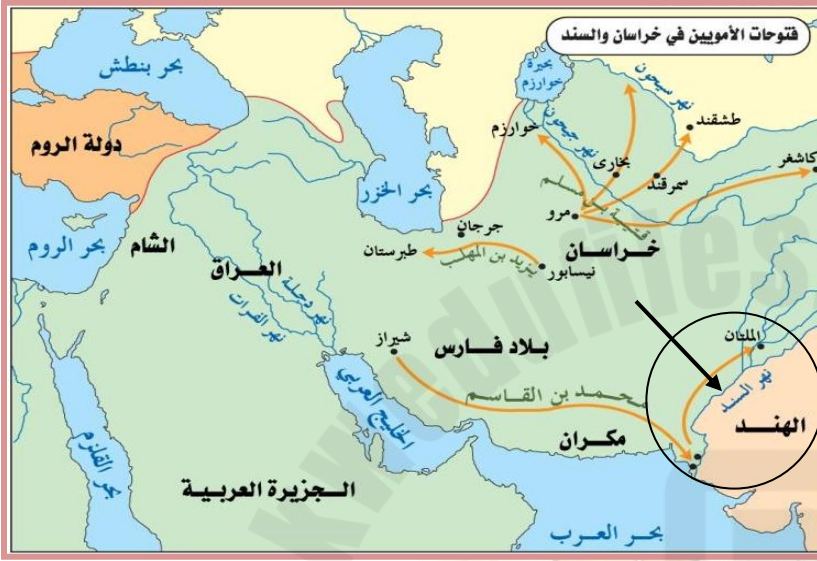 فتوحات الأمويين في خراسان والسند
بحر بنطش
بحيرة
خوارزم
نهر سيحون
طشقند
دولة الروم
خوارزم
نهر جيحون
بخارى
سمرقند
كاشغر
بحر الخزر
قتيبة بن مسلم
مرو
بحر الروم
الشام
جرجان
خراسان
طبرستان
يزيد بن المهلب
نيسابور
العراق
نهر دجلة
نهر الفرات
الملتان
شيراز
بلاد فارس
نهر السند
الخليج العربي
محمد بن القاسم
الهند
بحر القلزم
مكران
الجزيرة العربية
بحر العرب
kwedufiles